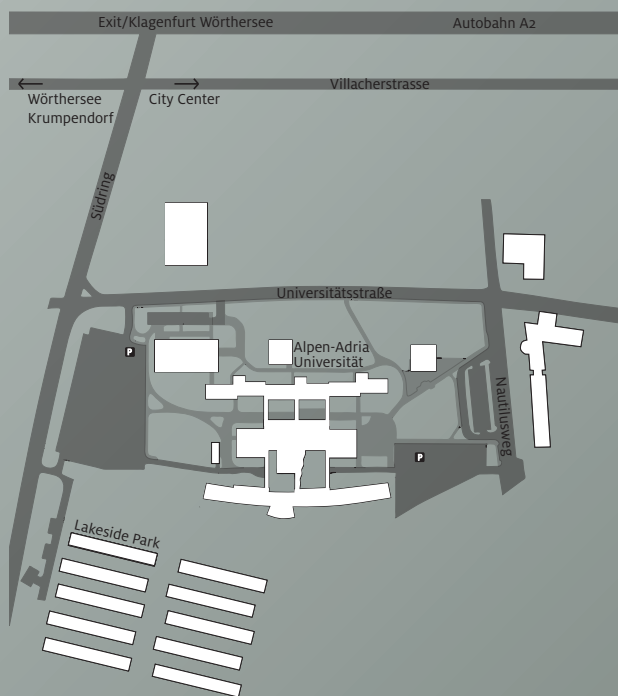 Exit/Klagenfurt Wörthersee
Autobahn A2
Villacherstrasse
Wörthersee
Krumpendorf
City Center
Südring
Universitätsstraße
Alpen-Adria
Universität
P
P
Nautilusweg
Lakeside Park